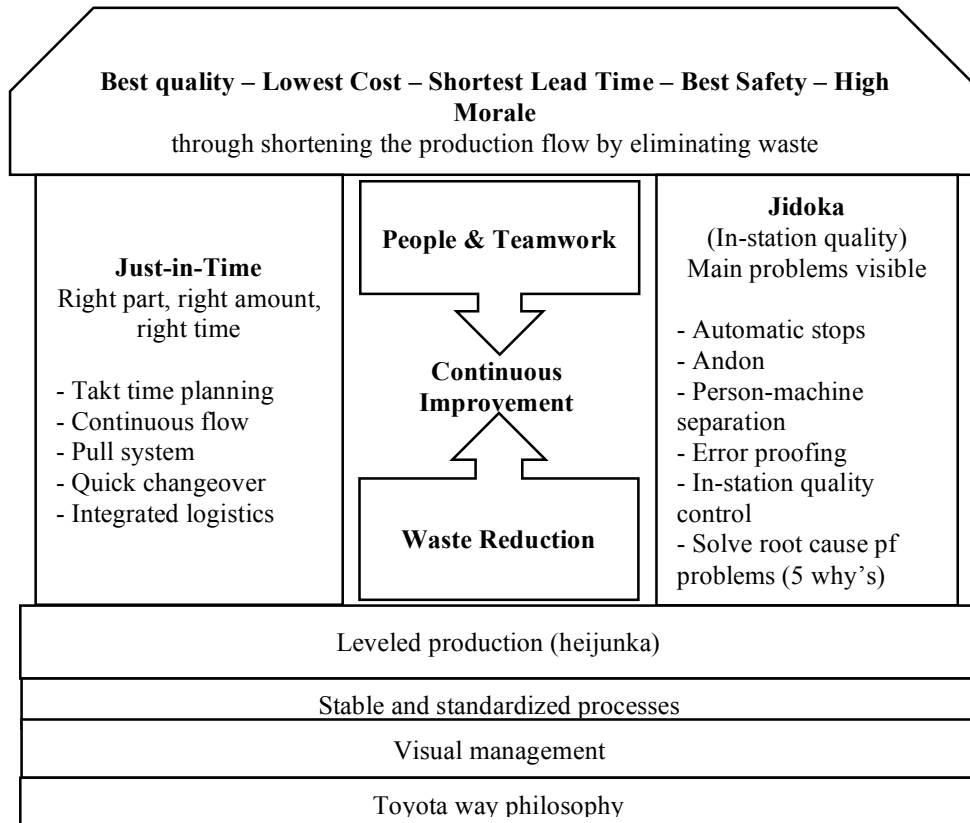 Best quality – Lowest Cost – Shortest Lead Time – Best Safety – High
Morale
through shortening the production flow by eliminating waste
Just-in-Time
Right part, right amount,
right time
- Takt time planning
- Continuous flow
- Pull system
- Quick changeover
- Integrated logistics
People & Teamwork
Continuous
Improvement
Waste Reduction
Jidoka
(In-station quality)
Main problems visible
- Automatic stops
- Andon
- Person-machine
separation
- Error proofing
- In-station quality
control
- Solve root cause pf
problems (5 why’s)
Leveled production (heijunka)
Stable and standardized processes
Visual management
Toyota way philosophy